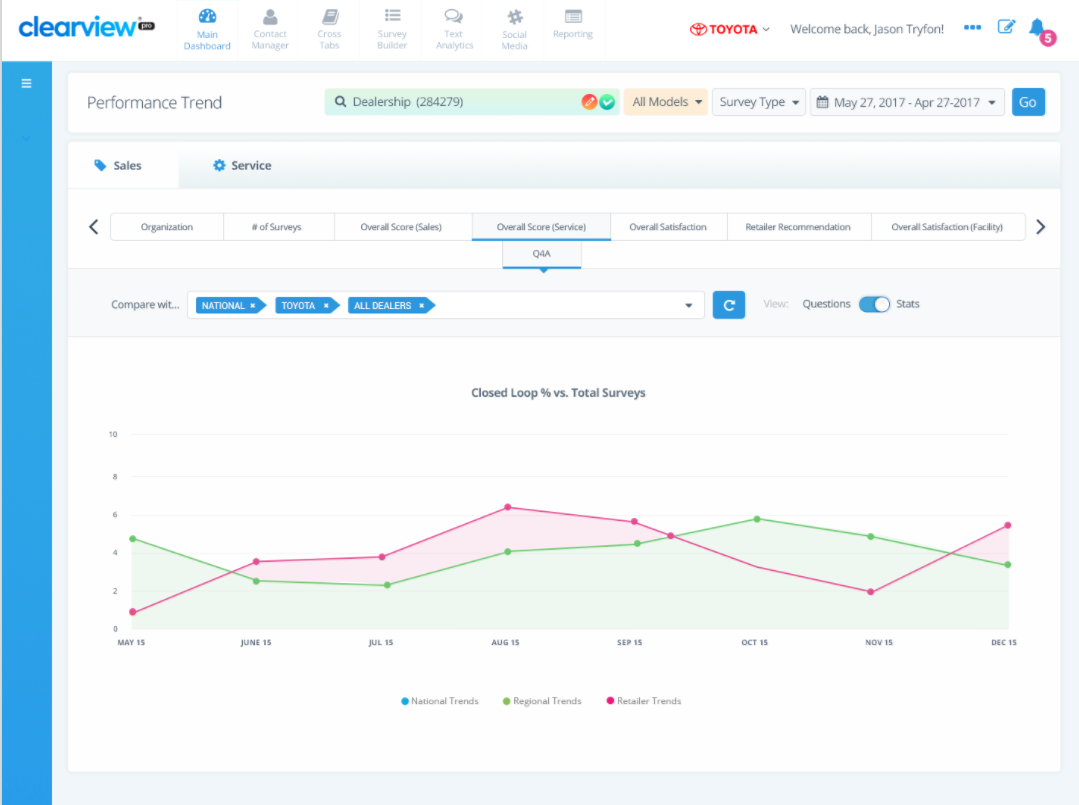 clearview pro
Main Dashboard
Contact Manager
Cross Tabs
Survey Builder
Text Analytics
Social Media
Reporting
TOYOTA
Welcome back, Jason Tryfon!
5
Performance Trend
Dealership (284279)
All Models
Survey Type
May 27, 2017 - Apr 27-2017
Go
Sales
Service
Organization
# of Surveys
Overall Score (Sales)
Overall Score (Service)
Overall Satisfaction
Retailer Recommendation
Overall Satisfaction (Facility)
Q4A
Compare wit...
NATIONAL ×
TOYOTA ×
ALL DEALERS ×
View:
Questions
Stats
Closed Loop % vs. Total Surveys
10
8
6
4
2
0
MAY 15
JUNE 15
JUL 15
AUG 15
SEP 15
OCT 15
NOV 15
DEC 15
National Trends
Regional Trends
Retailer Trends